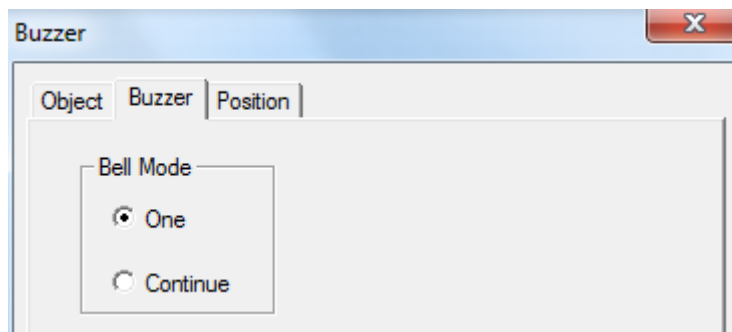 Buzzer
Object Buzzer Position
Bell Mode
One
Continue